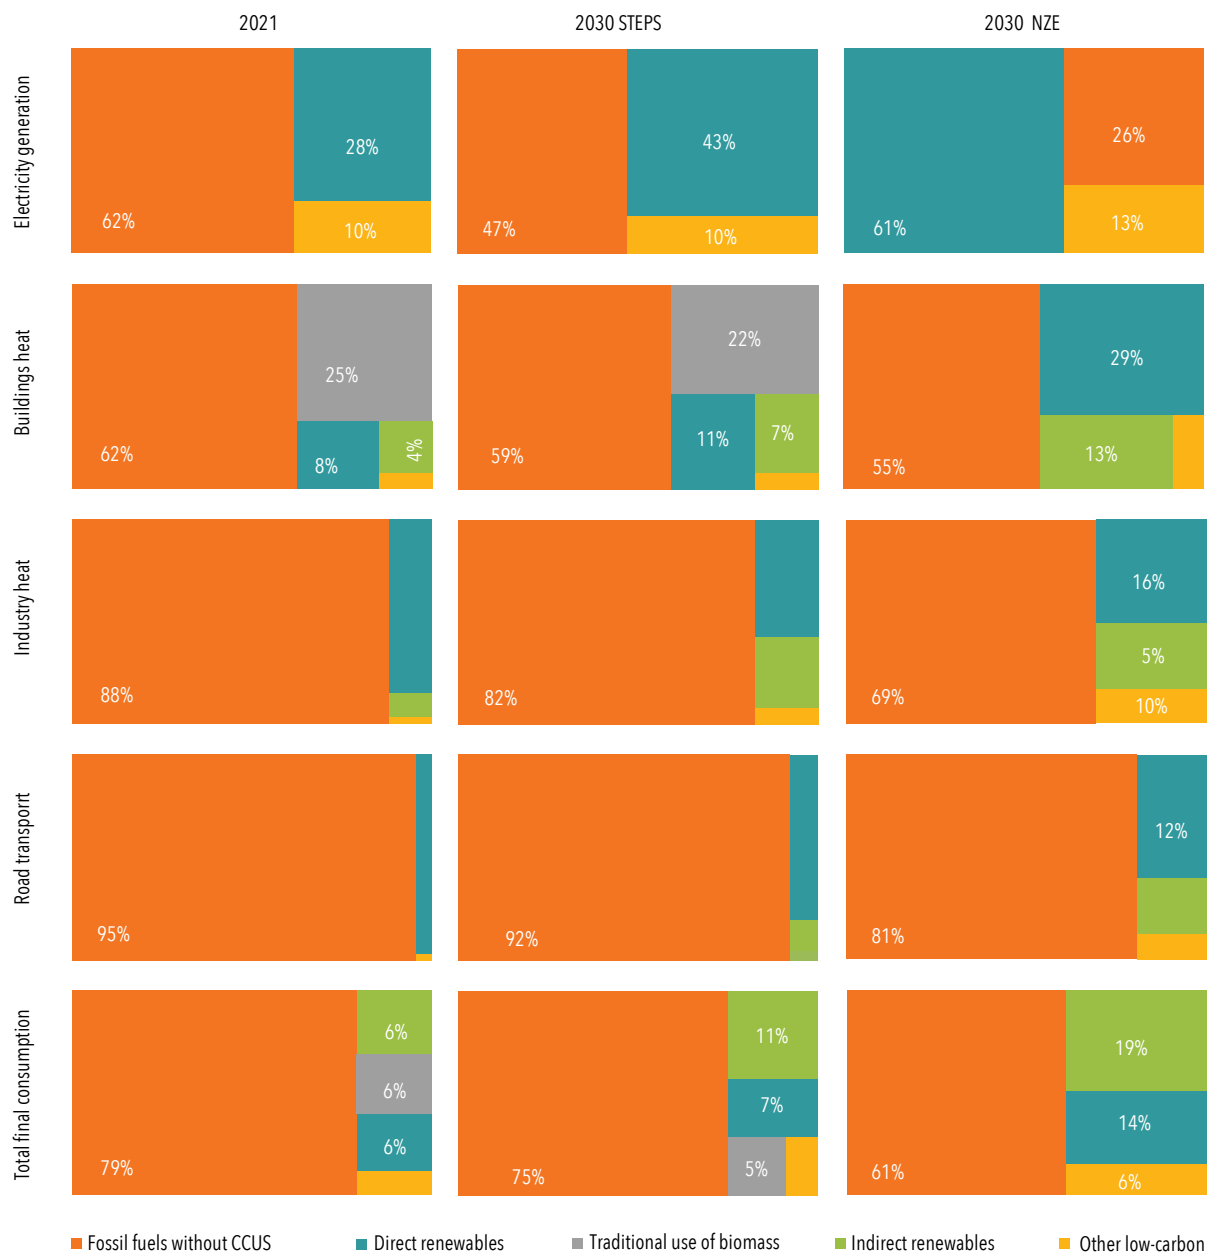 2021 2030 STEPS 2030 NZE
Electricity generation
62% 28% 10%
47% 43% 10%
61% 26% 13%
Buildings heat
62% 25% 8% 4%
59% 22% 11% 7%
55% 29% 13%
Industry heat
88%
82%
69% 16% 5% 10%
Road transporrt
95%
92%
81% 12%
Total final consumption
79% 6% 6% 6%
75% 11% 7% 5%
61% 19% 14% 6%
Fossil fuels without CCUS Direct renewables Traditional use of biomass Indirect renewables Other low-carbon